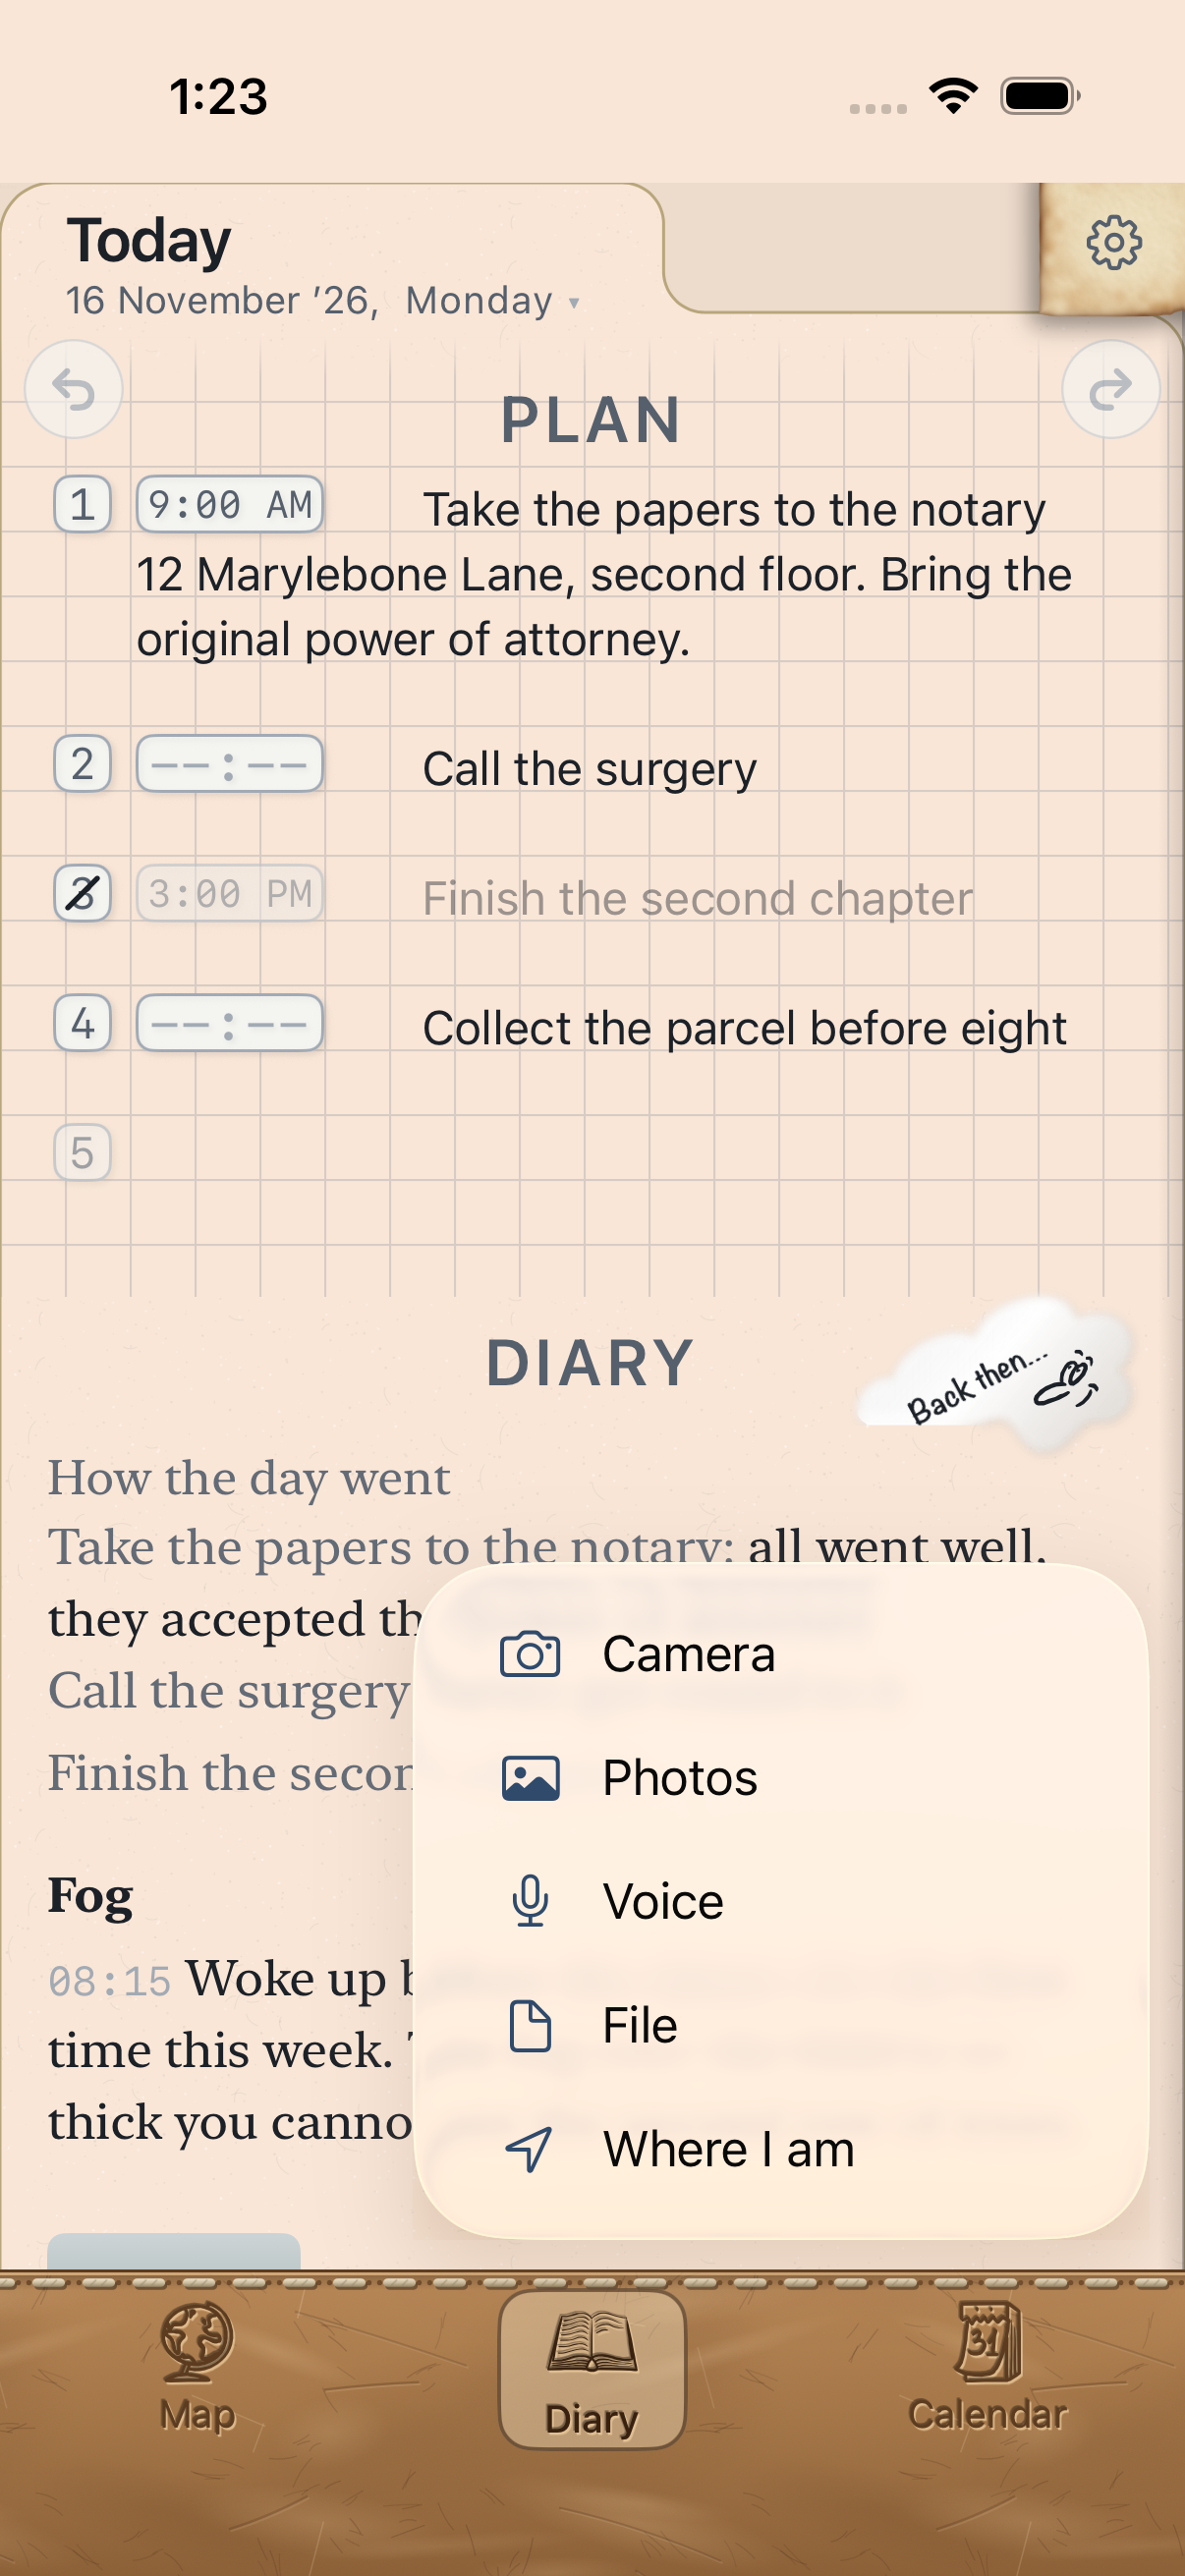 1:23
Today
16 November ’26, Monday
PLAN
1 9:00 AM Take the papers to the notary
12 Marylebone Lane, second floor. Bring the
original power of attorney.
2 --:-- Call the surgery
3 3:00 PM Finish the second chapter
4 --:-- Collect the parcel before eight
5
DIARY
Back then...
How the day went
Take the papers to the notary: all went well,
they accepted
Call the surgery
Finish the
Fog
08:15 Woke up
time this week.
thick you
Camera
Photos
Voice
File
Where I am
Map
Diary
31
Calendar